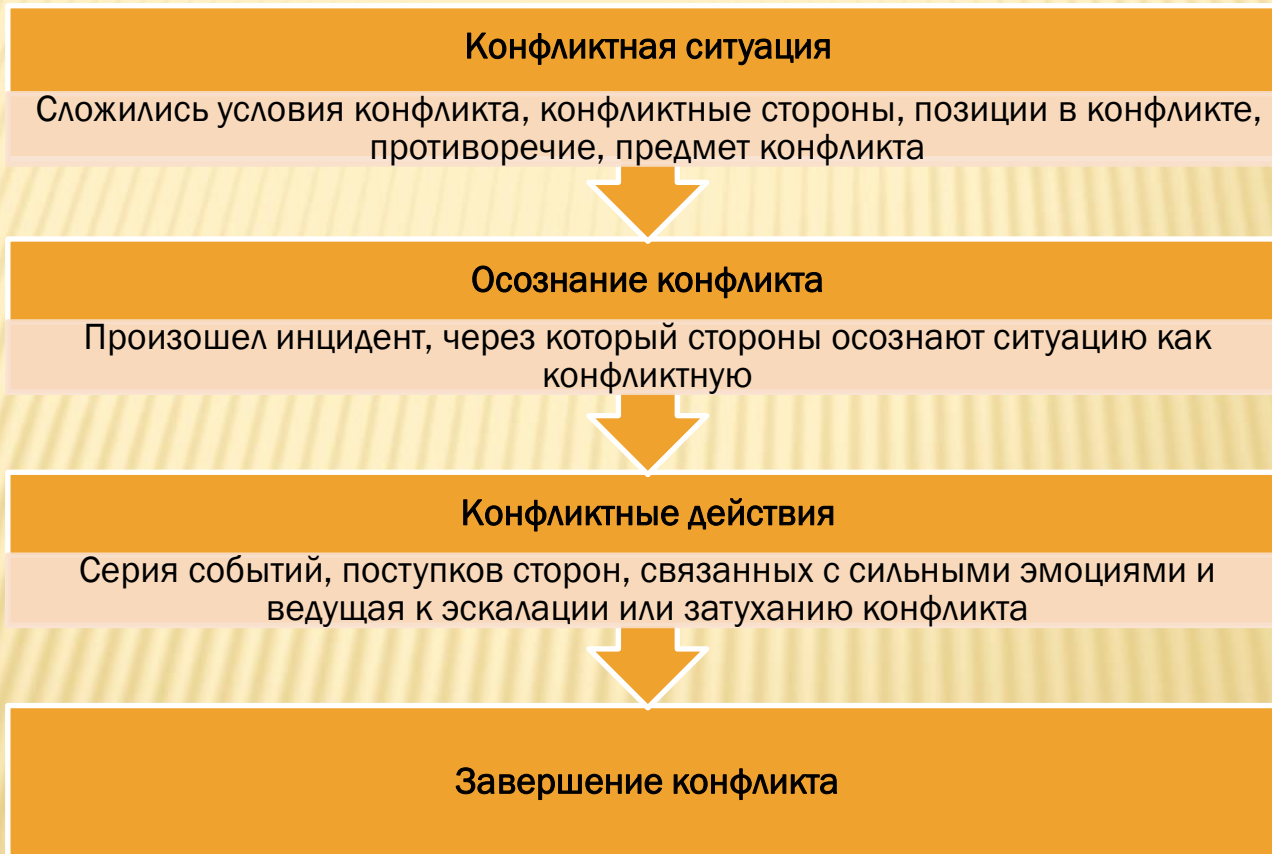 Конфликтная ситуация
Сложились условия конфликта, конфликтные стороны, позиции в конфликте,
противоречие, предмет конфликта
Осознание конфликта
Произошел инцидент, через который стороны осознают ситуацию как
конфликтную
Конфликтные действия
Серия событий, поступков сторон, связанных с сильными эмоциями и
ведущая к эскалации или затуханию конфликта
Завершение конфликта